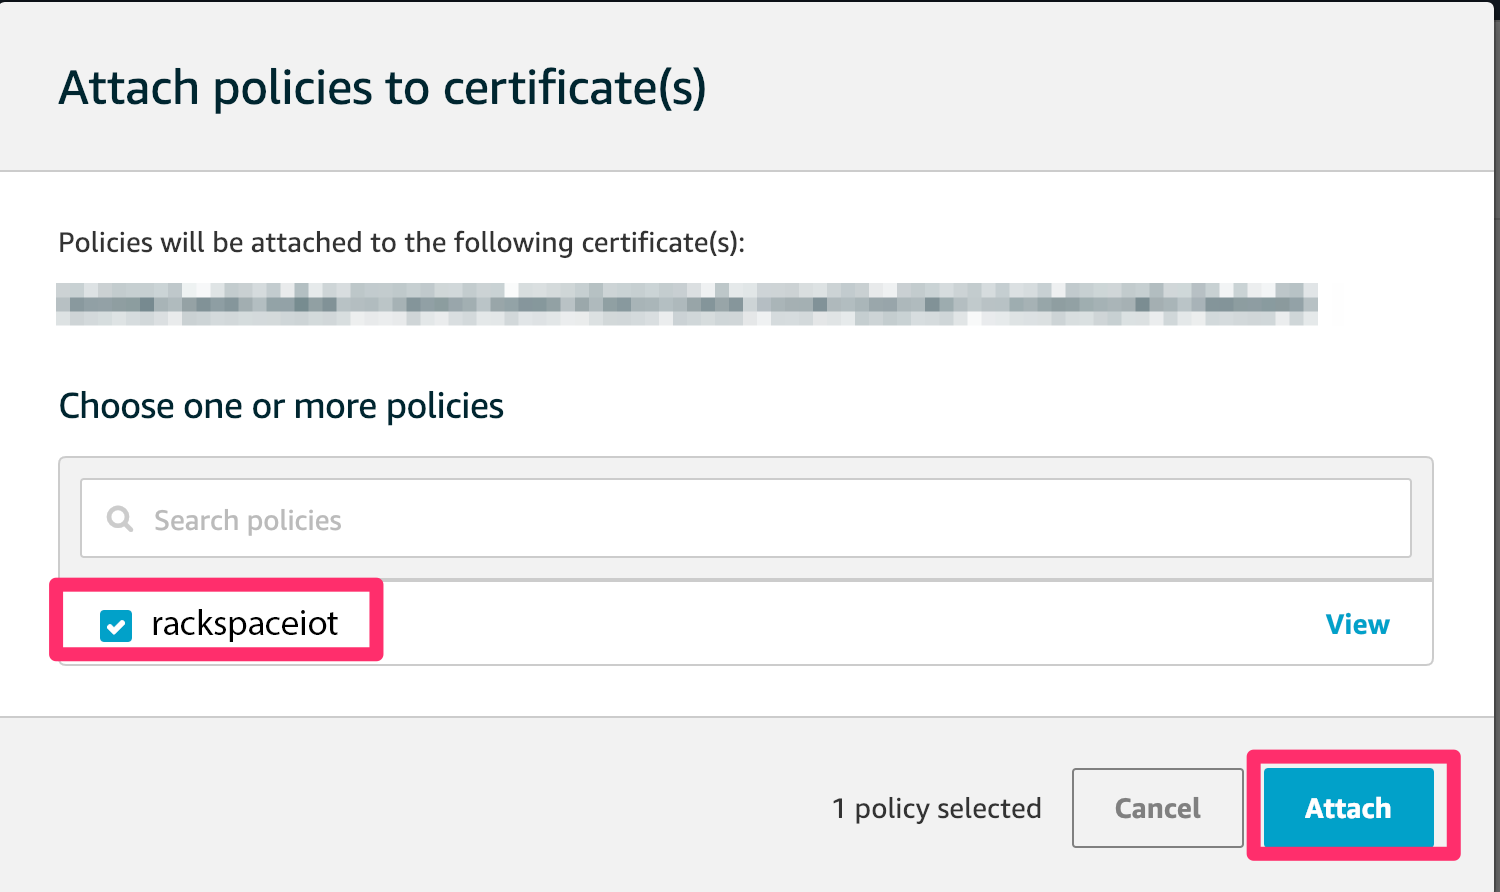 Attach policies to certificate(s)
Policies will be attached to the following certificate(s):
Choose one or more policies
Search policies
rackspaceiot View
1 policy selected Cancel Attach